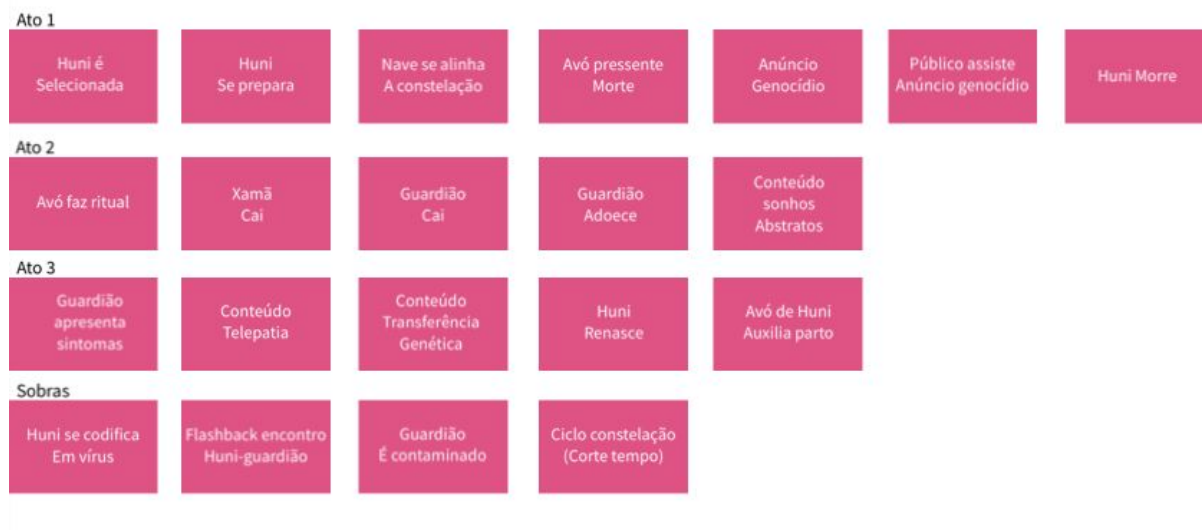 Ato 1
Huni é
Selecionada
Huni
Se prepara
Nave se alinha
A constelação
Avó pressente
Morte
Anúncio
Genocídio
Público assiste
Anúncio genocídio
Huni Morre
Ato 2
Avó faz ritual
Xamã
Cai
Guardião
Cai
Guardião
Adoece
Conteúdo
sonhos
Abstratos
Ato 3
Guardião
apresenta
sintomas
Conteúdo
Telepatia
Conteúdo
Transferência
Genética
Huni
Renasce
Avó de Huni
Auxilia parto
Sobras
Huni se codifica
Em vírus
Flashback encontro
Huni-guardião
Guardião
É contaminado
Ciclo constelação
(Corte tempo)